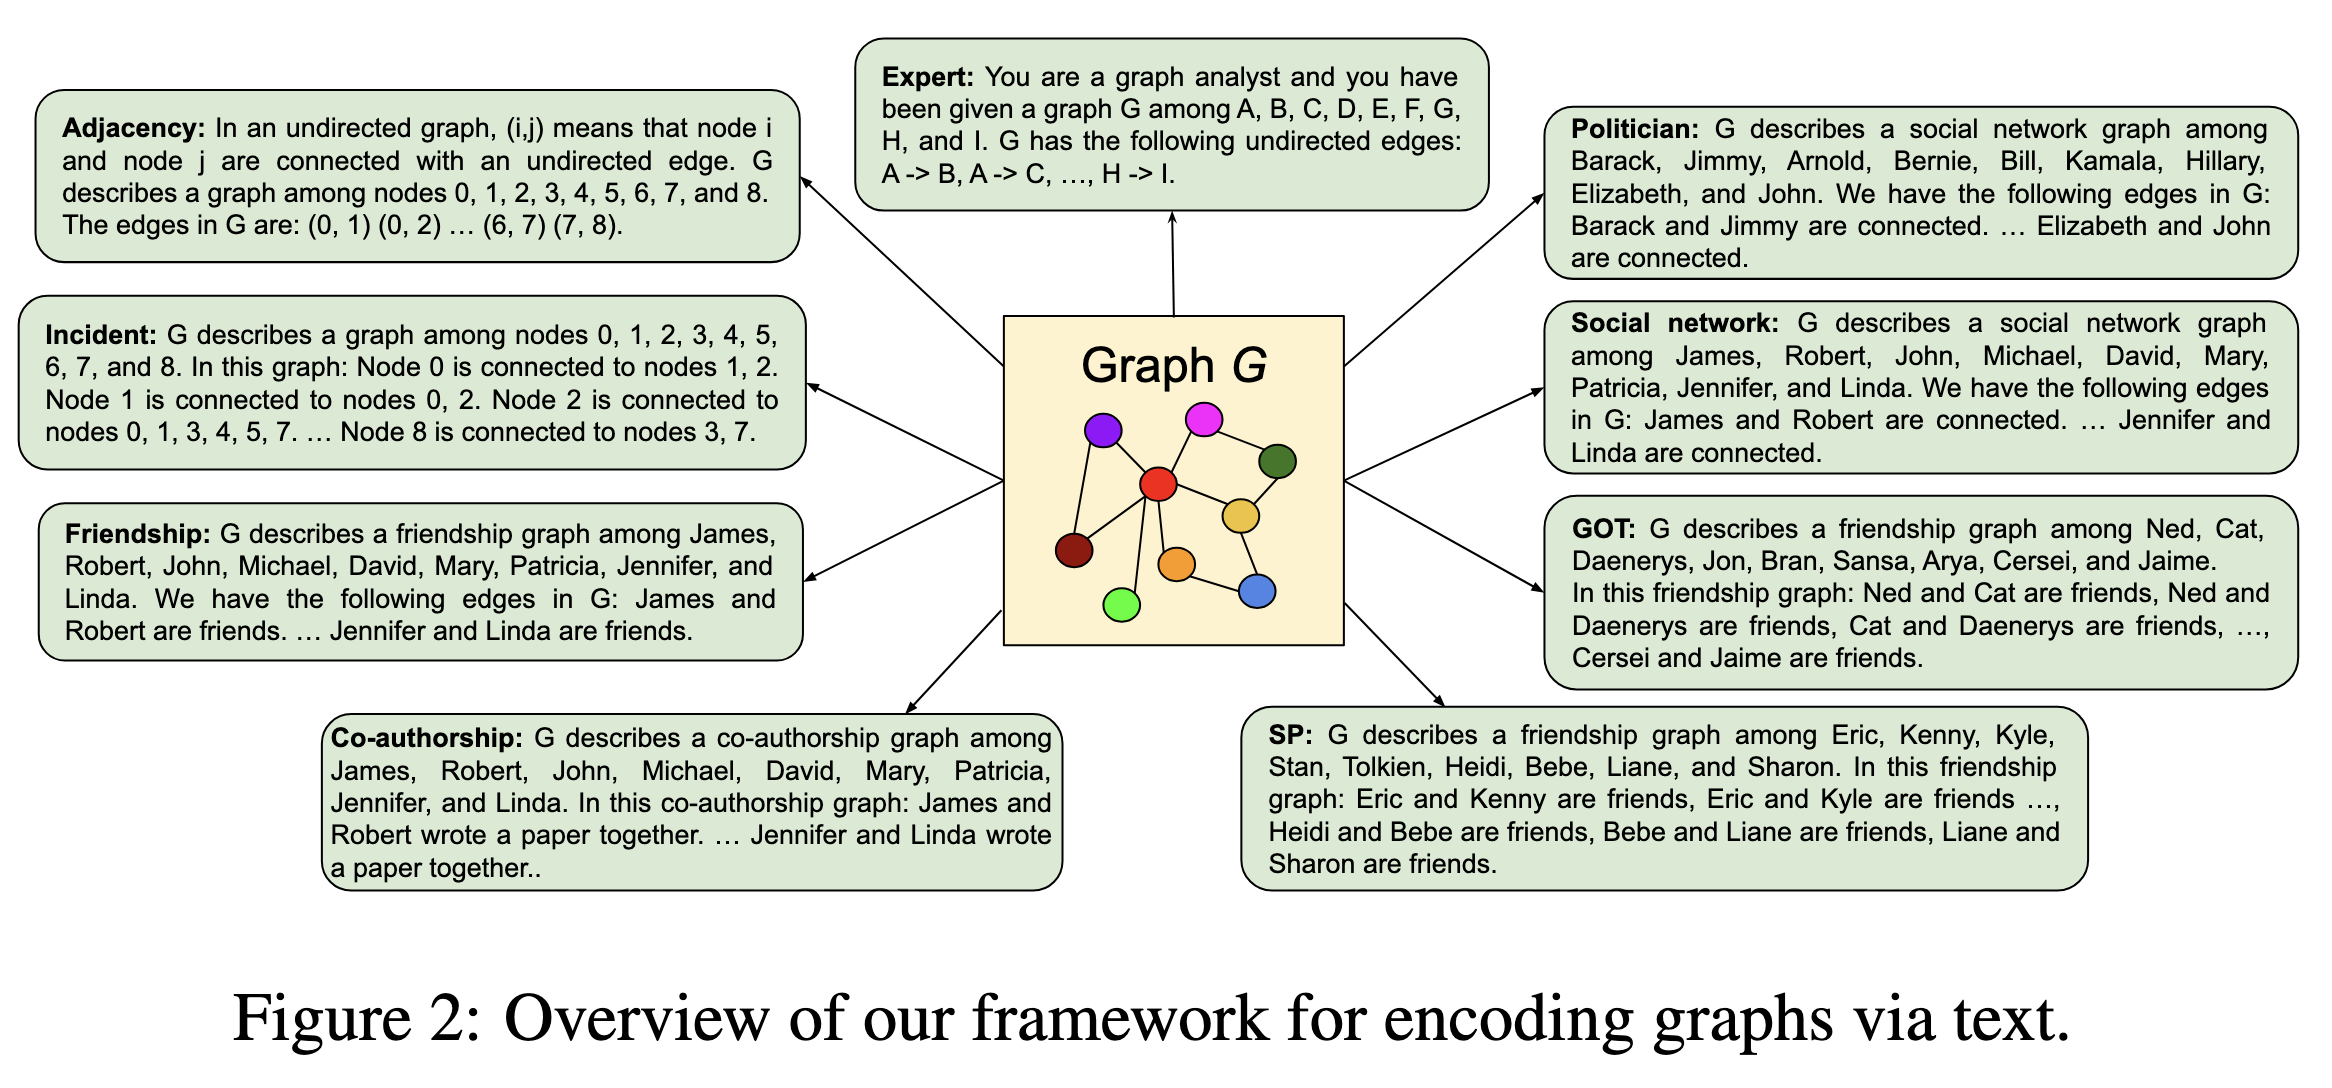 Expert: You are a graph analyst and you have
been given a graph G among A, B, C, D, E, F, G,
H, and I. G has the following undirected edges:
A -> B, A -> C, …, H -> I.
Adjacency: In an undirected graph, (i,j) means that node i
and node j are connected with an undirected edge. G
describes a graph among nodes 0, 1, 2, 3, 4, 5, 6, 7, and 8.
The edges in G are: (0, 1) (0, 2) … (6, 7) (7, 8).
Politician: G describes a social network graph among
Barack, Jimmy, Arnold, Bernie, Bill, Kamala, Hillary,
Elizabeth, and John. We have the following edges in G:
Barack and Jimmy are connected. … Elizabeth and John
are connected.
Incident: G describes a graph among nodes 0, 1, 2, 3, 4, 5,
6, 7, and 8. In this graph: Node 0 is connected to nodes 1, 2.
Node 1 is connected to nodes 0, 2. Node 2 is connected to
nodes 0, 1, 3, 4, 5, 7. … Node 8 is connected to nodes 3, 7.
Graph G
Social network: G describes a social network graph
among James, Robert, John, Michael, David, Mary,
Patricia, Jennifer, and Linda. We have the following edges
in G: James and Robert are connected. … Jennifer and
Linda are connected.
Friendship: G describes a friendship graph among James,
Robert, John, Michael, David, Mary, Patricia, Jennifer, and
Linda. We have the following edges in G: James and
Robert are friends. … Jennifer and Linda are friends.
GOT: G describes a friendship graph among Ned, Cat,
Daenerys, Jon, Bran, Sansa, Arya, Cersei, and Jaime.
In this friendship graph: Ned and Cat are friends, Ned and
Daenerys are friends, Cat and Daenerys are friends, …,
Cersei and Jaime are friends.
Co-authorship: G describes a co-authorship graph among
James, Robert, John, Michael, David, Mary, Patricia,
Jennifer, and Linda. In this co-authorship graph: James and
Robert wrote a paper together. … Jennifer and Linda wrote
a paper together..
SP: G describes a friendship graph among Eric, Kenny, Kyle,
Stan, Tolkien, Heidi, Bebe, Liane, and Sharon. In this friendship
graph: Eric and Kenny are friends, Eric and Kyle are friends …,
Heidi and Bebe are friends, Bebe and Liane are friends, Liane and
Sharon are friends.
Figure 2: Overview of our framework for encoding graphs via text.